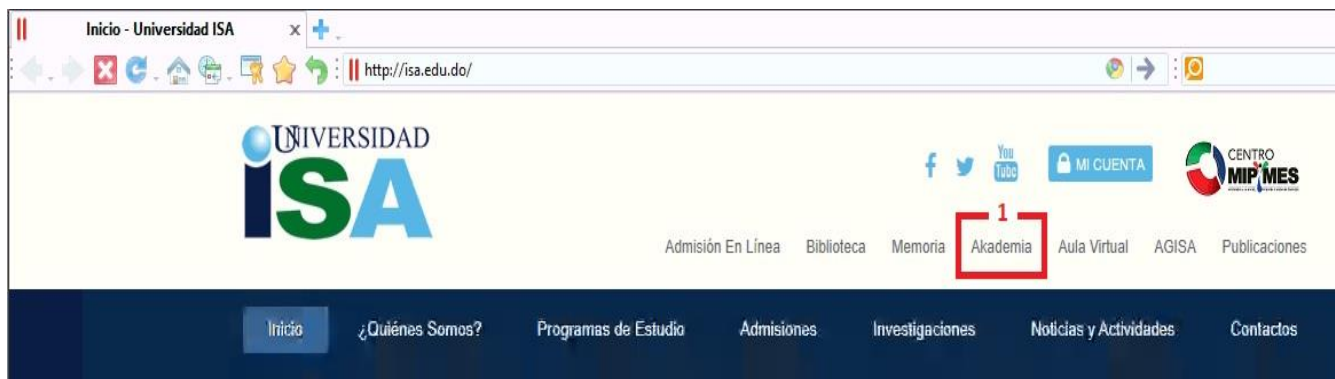 Inicio - Universidad ISA
http://isa.edu.do/
UNIVERSIDAD
iSA
You
Tube
MI CUENTA
CENTRO
MIPYMES
1
Admisión En Línea Biblioteca Memoria Akademia Aula Virtual AGISA Publicaciones
Inicio ¿Quiénes Somos? Programas de Estudio Admisiones Investigaciones Noticias y Actividades Contactos